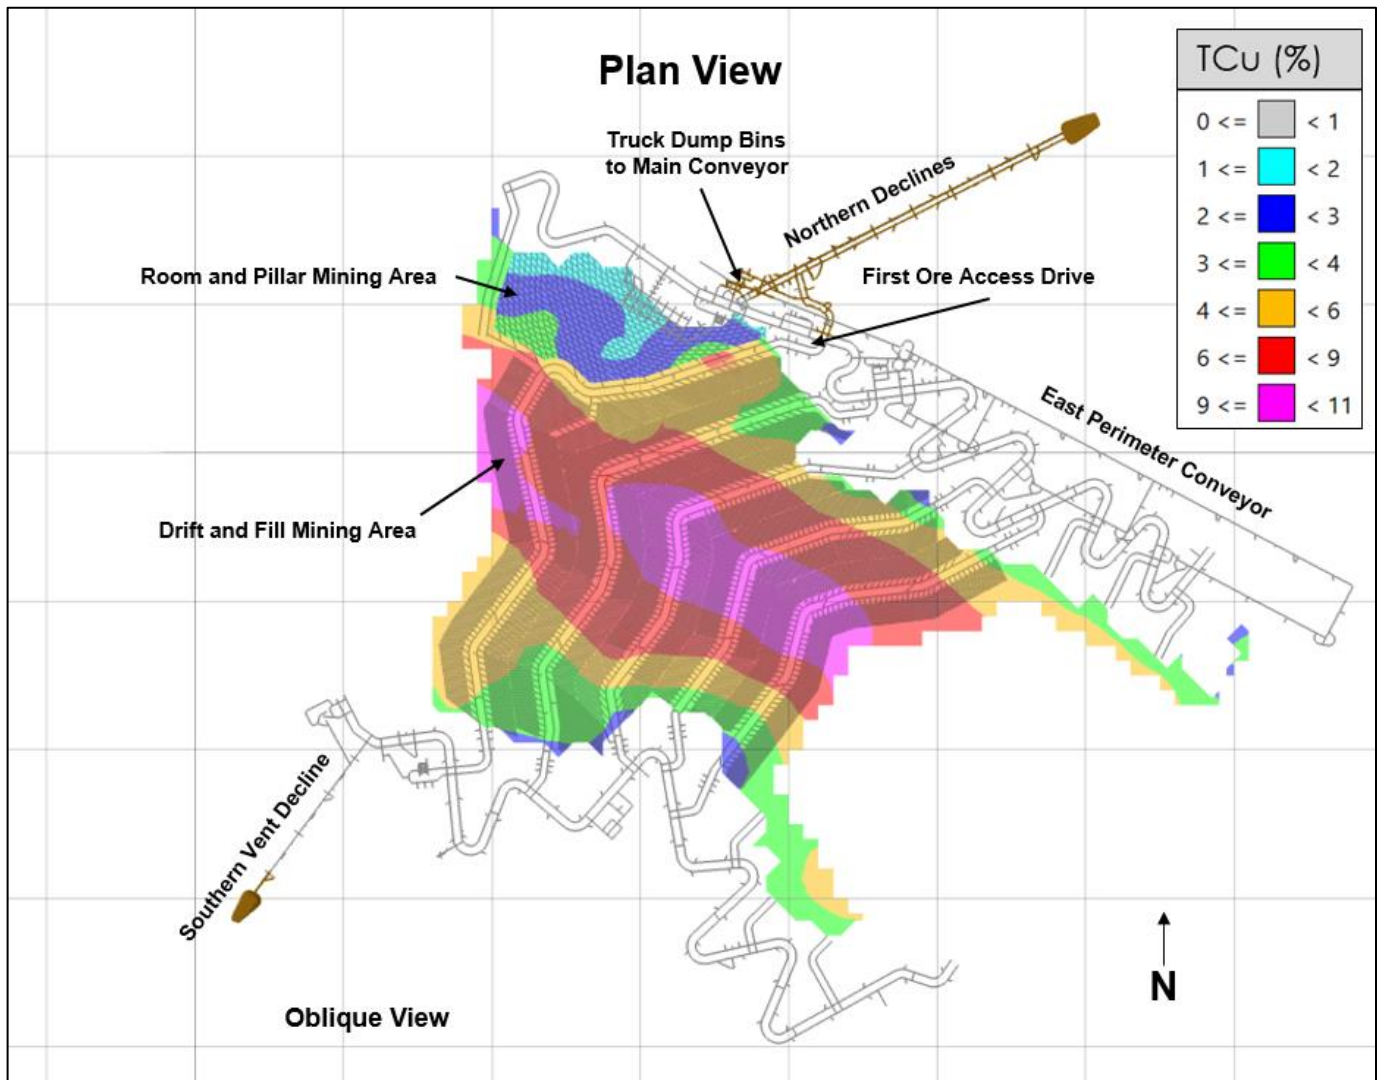 Plan View
TCu (%)
0 <= < 1
1 <= < 2
2 <= < 3
3 <= < 4
4 <= < 6
6 <= < 9
9 <= < 11
Truck Dump Bins
to Main Conveyor
Northern Declines
Room and Pillar Mining Area
First Ore Access Drive
East Perimeter Conveyor
Drift and Fill Mining Area
Southern Vent Decline
N
Oblique View